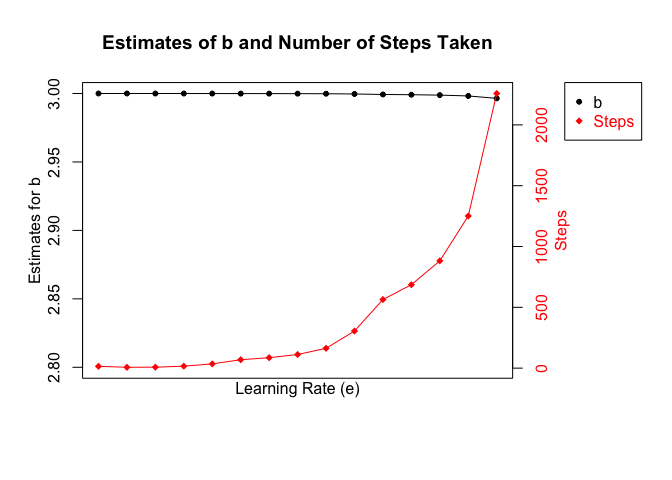 Estimates of b and Number of Steps Taken
3.00
2.95
2.90
2.85
2.80
Estimates for b
Learning Rate (e)
2000
1500
1000
500
0
Steps
b
Steps